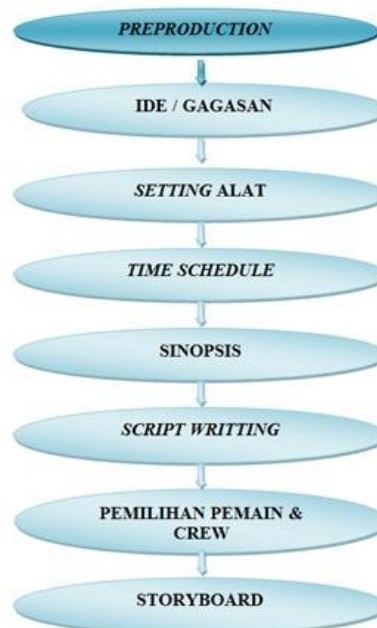 PREPRODUCTION
IDE / GAGASAN
SETTING ALAT
TIME SCHEDULE
SINOPSIS
SCRIPT WRITTING
PEMILIHAN PEMAIN &
CREW
STORYBOARD